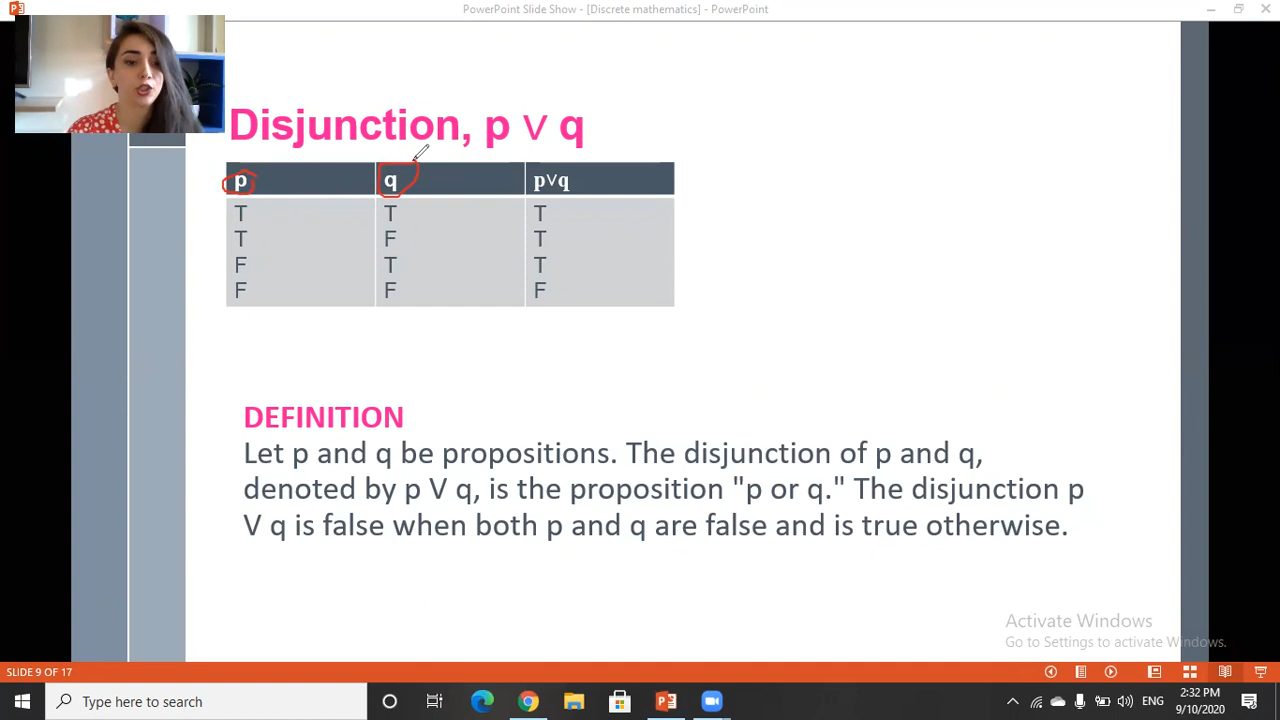 PowerPoint Slide Show - [Discrete mathematics] - PowerPoint
Disjunction, p ∨ q
p q p∨q
T T T
T F T
F T T
F F F
DEFINITION
Let p and q be propositions. The disjunction of p and q,
denoted by p V q, is the proposition "p or q." The disjunction p
V q is false when both p and q are false and is true otherwise.
Activate Windows
Go to Settings to activate Windows.
SLIDE 9 OF 17
Type here to search
ENG
2:32 PM
9/10/2020